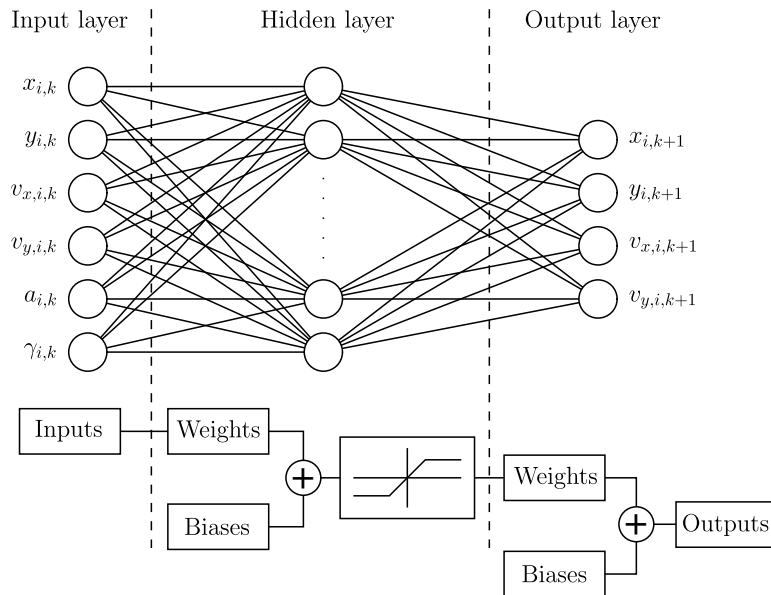 Input layer
Hidden layer
Output layer
x_{i,k}
y_{i,k}
v_{x,i,k}
v_{y,i,k}
a_{i,k}
γ_{i,k}
x_{i,k+1}
y_{i,k+1}
v_{x,i,k+1}
v_{y,i,k+1}
Inputs
Weights
+
Biases
Weights
+
Outputs
Biases